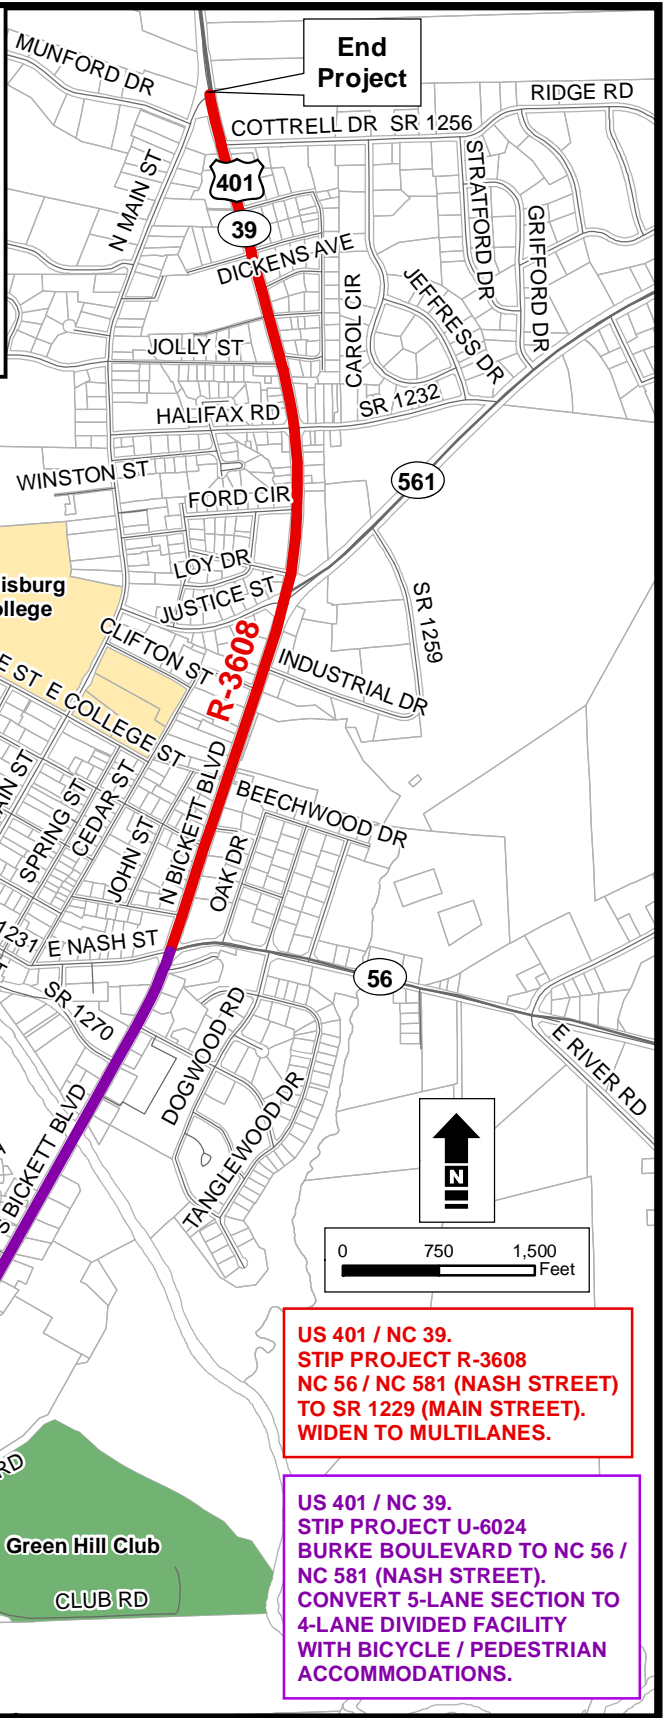 End
Project
MUNFORD DR
RIDGE RD
COTTRELL DR SR 1256
N MAIN ST
401
39
STRATFORD DR
GRIFFORD DR
DICKENS AVE
CAROL CIR
JEFFRESS DR
JOLLY ST
SR 1232
HALIFAX RD
WINSTON ST
561
FORD CIR
LOY DR
JUSTICE ST
isburg
ollege
SR 1259
CLIFTON ST
R-3608
INDUSTRIAL DR
E ST
E COLLEGE ST
AIN ST
SPRING ST
CEDAR ST
JOHN ST
N BICKETT BLVD
BEECHWOOD DR
OAK DR
1231
E NASH ST
56
SR 1270
DOGWOOD RD
E RIVER RD
S BICKETT BLVD
TANGLEWOOD DR
N
0 750 1,500
Feet
US 401 / NC 39.
STIP PROJECT R-3608
NC 56 / NC 581 (NASH STREET)
TO SR 1229 (MAIN STREET).
WIDEN TO MULTILANES.
RD
Green Hill Club
CLUB RD
US 401 / NC 39.
STIP PROJECT U-6024
BURKE BOULEVARD TO NC 56 /
NC 581 (NASH STREET).
CONVERT 5-LANE SECTION TO
4-LANE DIVIDED FACILITY
WITH BICYCLE / PEDESTRIAN
ACCOMMODATIONS.